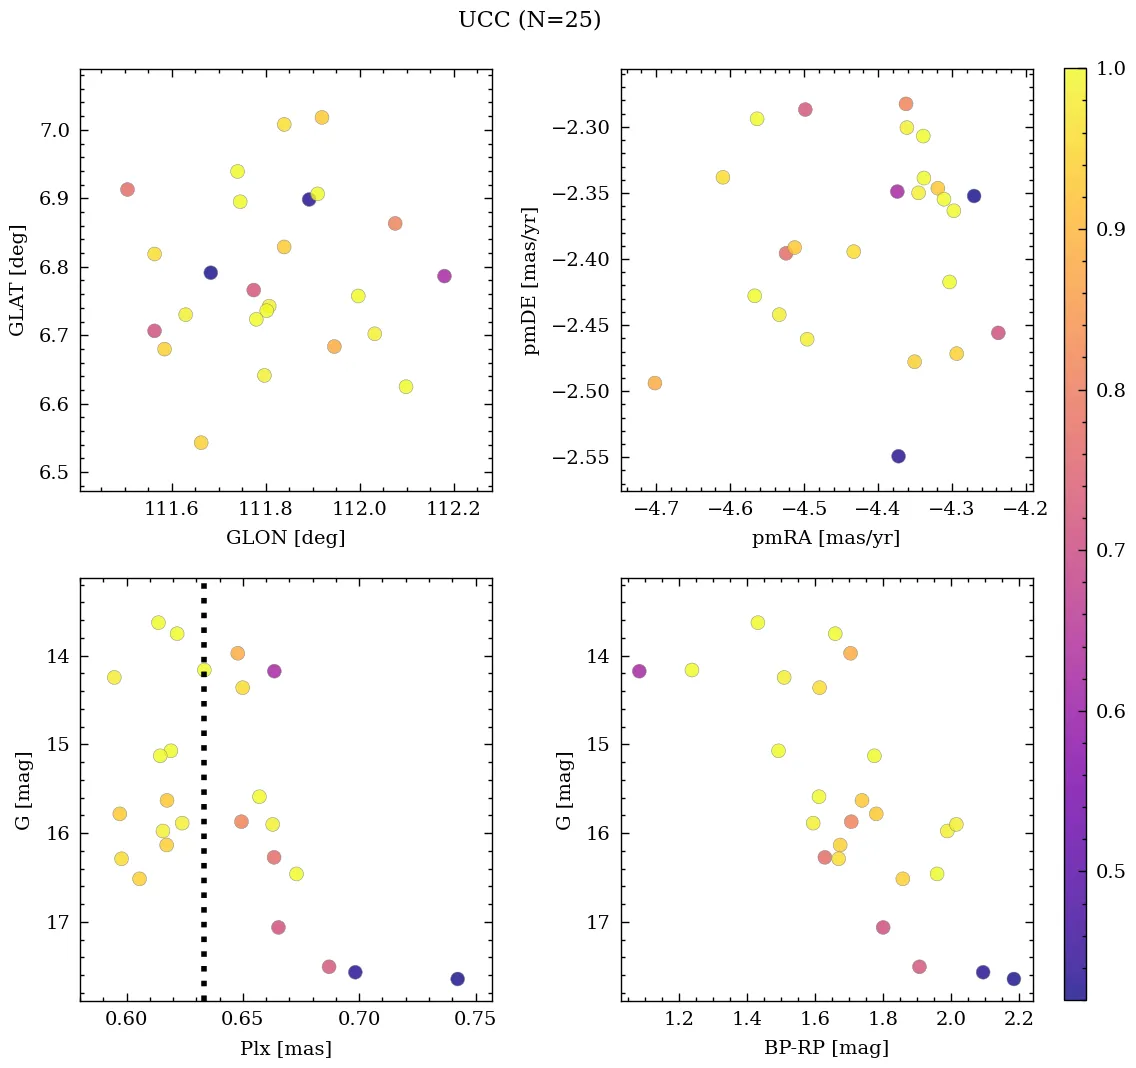 UCC (N=25)
7.0
6.9
6.8
6.7
6.6
6.5
GLAT [deg]
111.6 111.8 112.0 112.2
GLON [deg]
−2.30
−2.35
−2.40
−2.45
−2.50
−2.55
pmDE [mas/yr]
−4.7 −4.6 −4.5 −4.4 −4.3 −4.2
pmRA [mas/yr]
14
15
16
17
G [mag]
0.60 0.65 0.70 0.75
Plx [mas]
14
15
16
17
G [mag]
1.2 1.4 1.6 1.8 2.0 2.2
BP-RP [mag]
1.0
0.9
0.8
0.7
0.6
0.5